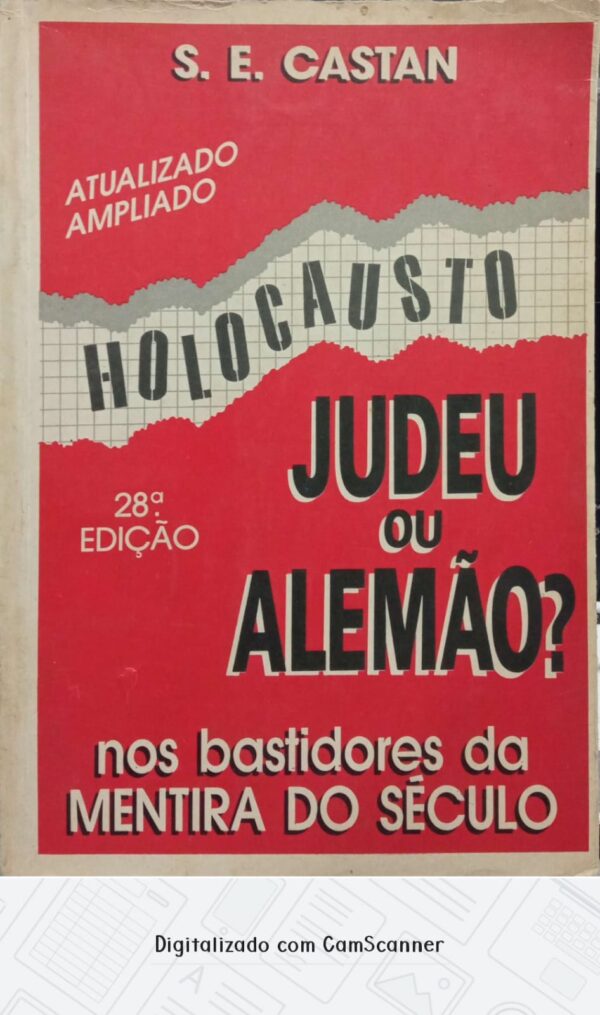 S. E. CASTAN
ATUALIZADO
AMPLIADO
HOLOCAUSTO
JUDEU
OU
ALEMÃO?
28ª.
EDIÇÃO
nos bastidores da
MENTIRA DO SÉCULO
Digitalizado com CamScanner